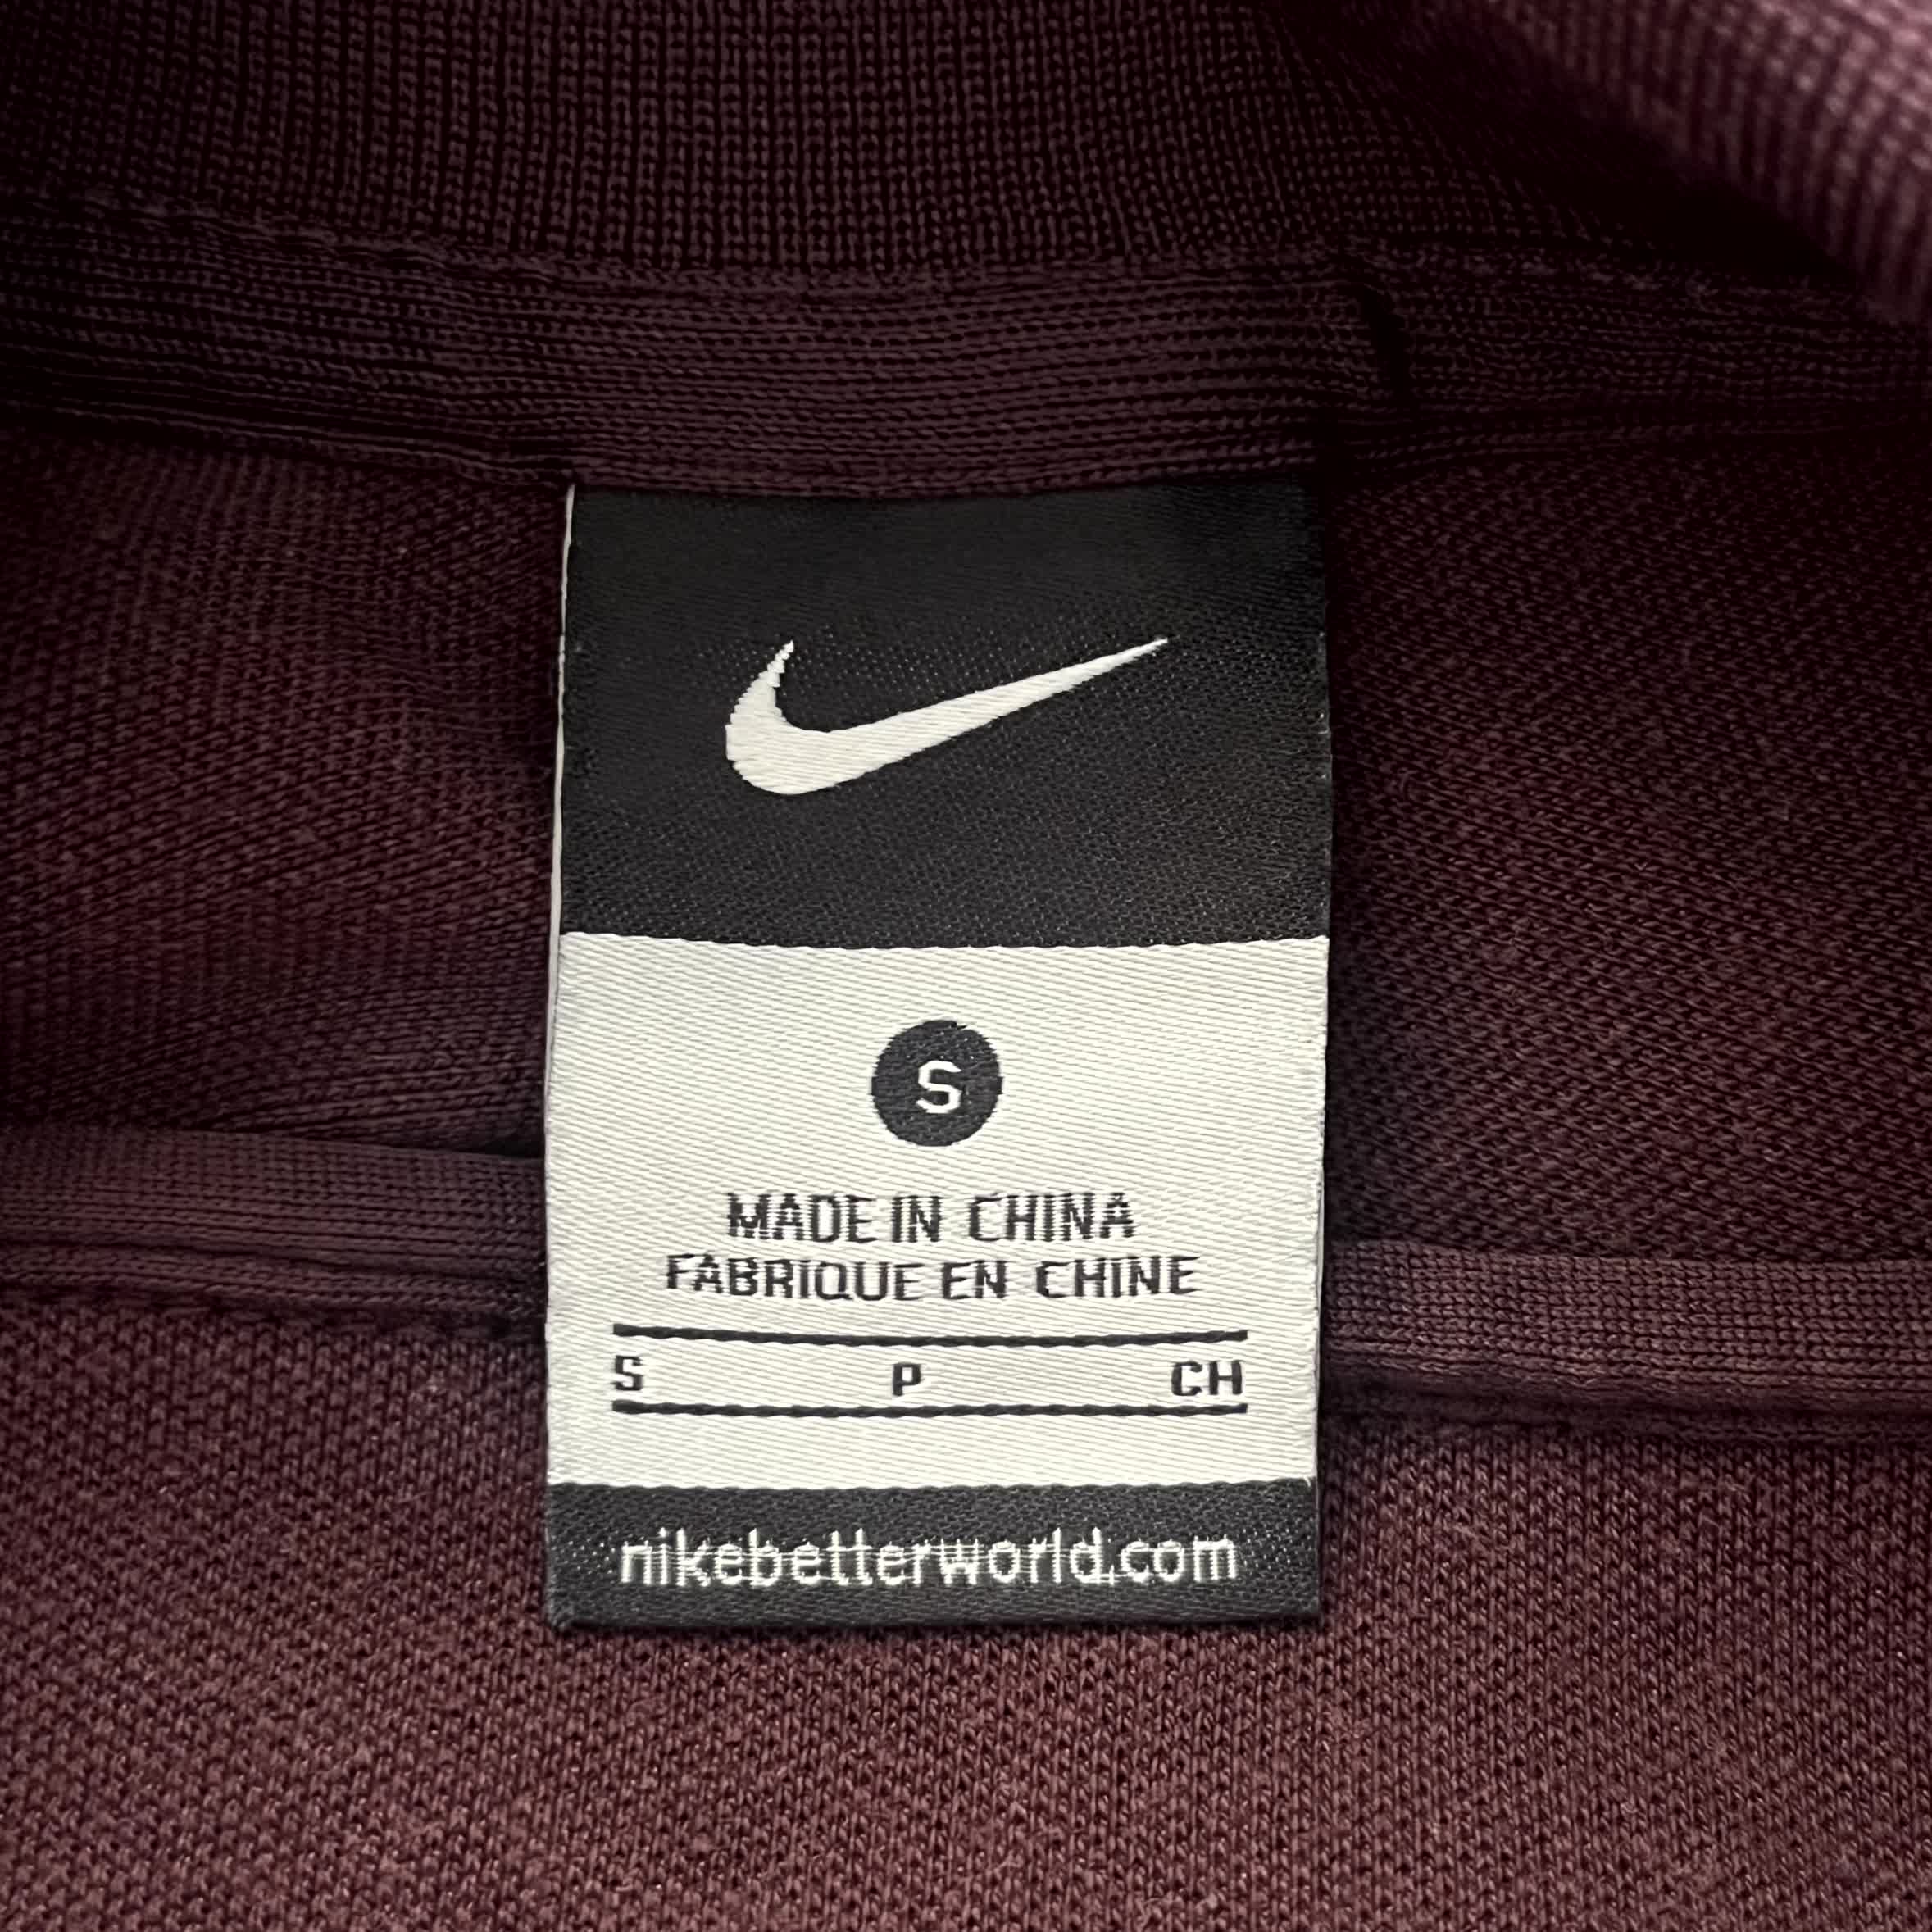 S
MADE IN CHINA
FABRIQUE EN CHINE
S P CH
nikebetterworld.com